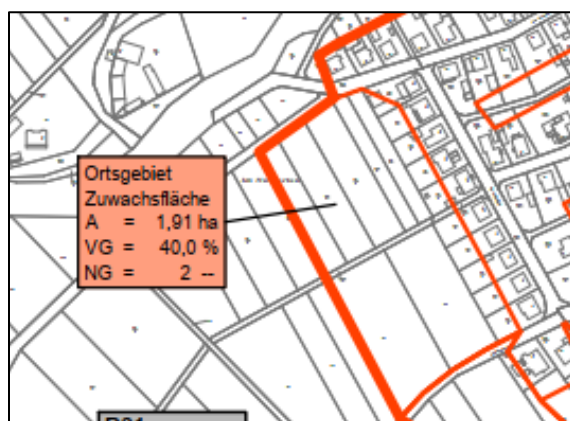 Ortsgebiet
Zuwachsfläche
A = 1,91 ha
VG = 40,0 %
NG = 2 --